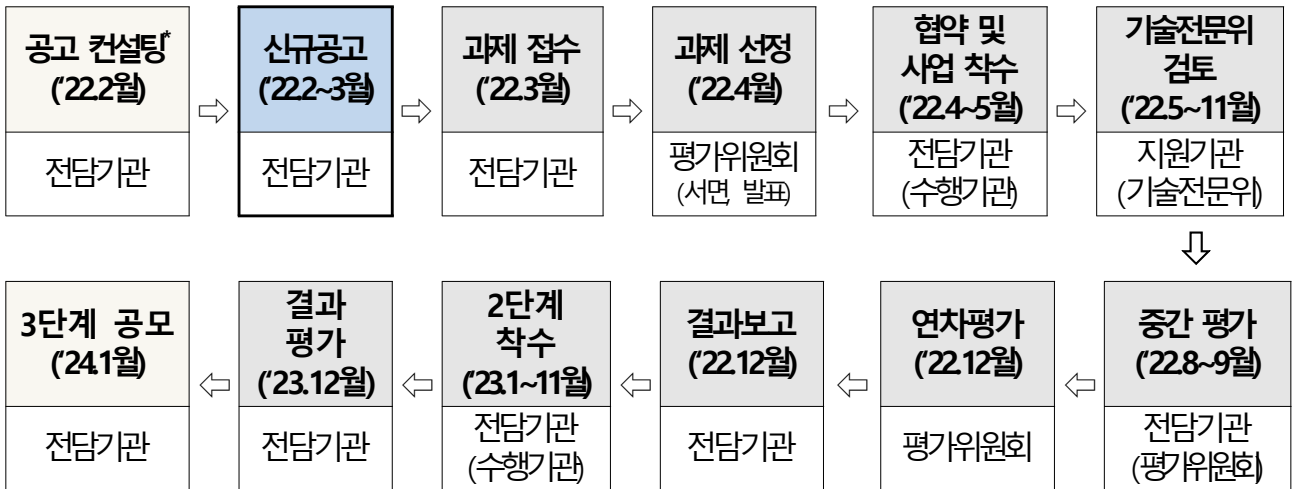 공고 컨설팅*
('22.2월)
전담기관
신규공고
('22.2~3월)
전담기관
과제 접수
('22.3월)
전담기관
과제 선정
('22.4월)
평가위원회
(서면, 발표)
협약 및
사업 착수
('22.4~5월)
전담기관
(수행기관)
기술전문위
검토
('22.5~11월)
지원기관
(기술전문위)
중간 평가
('22.8~9월)
전담기관
(평가위원회)
연차평가
('22.12월)
평가위원회
결과보고
('22.12월)
전담기관
2단계
착수
('23.1~11월)
전담기관
(수행기관)
결과
평가
('23.12월)
전담기관
3단계 공모
('24.1월)
전담기관